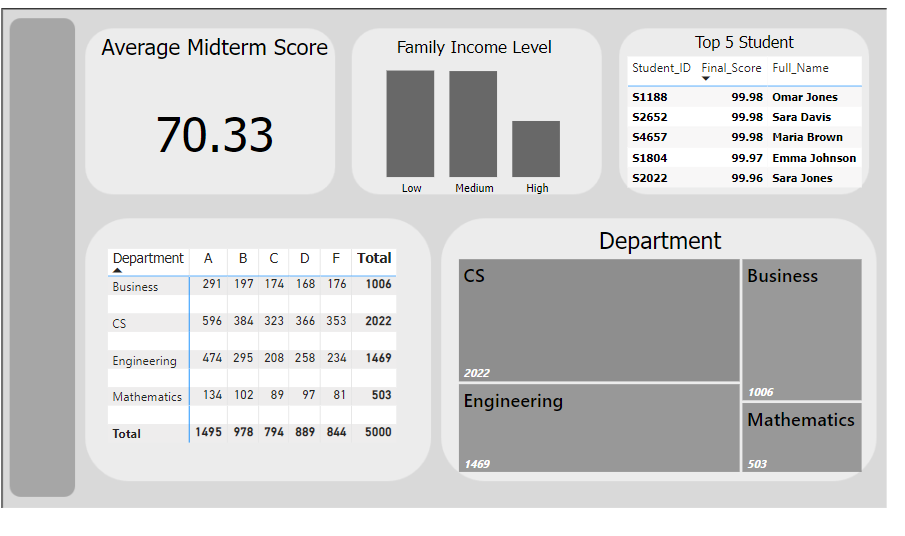 Average Midterm Score
70.33
Family Income Level
Low Medium High
Top 5 Student
Student_ID Final_Score Full_Name
S1188 99.98 Omar Jones
S2652 99.98 Sara Davis
S4657 99.98 Maria Brown
S1804 99.97 Emma Johnson
S2022 99.96 Sara Jones
Department A B C D F Total
Business 291 197 174 168 176 1006
CS 596 384 323 366 353 2022
Engineering 474 295 208 258 234 1469
Mathematics 134 102 89 97 81 503
Total 1495 978 794 889 844 5000
Department
CS
2022
Engineering
1469
Business
1006
Mathematics
503